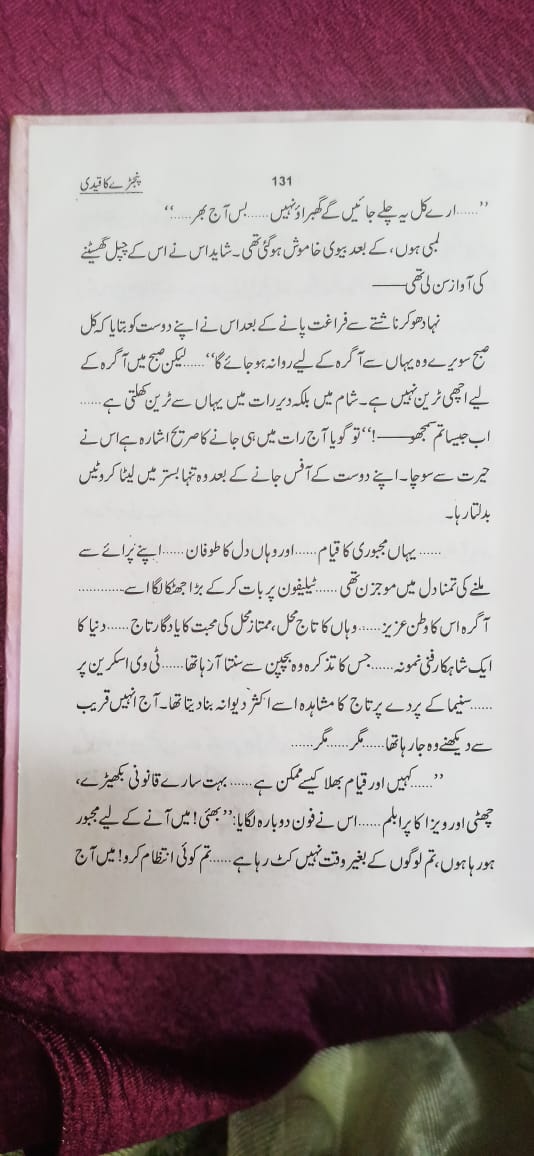 131 پنجڑے کا قیدی
”......ارے کل یہ چلے جائیں گے گھبراؤ نہیں......بس آج بھر......“
لمبی ہوں، کے بعد بیوی خاموش ہوگئی تھی۔ شاید اس نے اس کے چپل گھسیٹنے
کی آواز سن لی تھی——
نہا دھوکر ناشتے سے فراغت پانے کے بعد اس نے اپنے دوست کو بتایا کہ کل
صبح سویرے وہ یہاں سے آگرہ کے لیے روانہ ہوجائے گا“......لیکن صبح میں آگرہ کے
لیے اچھی ٹرین نہیں ہے۔ شام میں بلکہ دیر رات میں یہاں سے ٹرین کھلتی ہے......
اب جیسا تم سمجھو——!“ تو گویا آج رات میں ہی جانے کا صریح اشارہ ہے اس نے
حیرت سے سوچا۔ اپنے دوست کے آفس جانے کے بعد وہ تنہا بستر میں لیٹا کروٹیں
بدلتا رہا۔
......یہاں مجبوری کا قیام......اور وہاں دل کا طوفان......اپنے پرائے سے
ملنے کی تمنا دل میں موجزن تھی......ٹیلیفون پر بات کرکے بڑا جھٹکا لگا اسے............
آگرہ اس کا وطن عزیز......وہاں کا تاج محل، ممتاز محل کی محبت کا یادگار تاج......دنیا کا
ایک شاہکار فنی نمونہ......جس کا تذکرہ وہ بچپن سے سنتا آرہا تھا......ٹی وی اسکرین پر
......سنیما کے پردے پر تاج کا مشاہدہ اسے اکثر دیوانہ بنا دیتا تھا۔ آج انہیں قریب
سے دیکھنے وہ جارہا تھا......مگر......مگر......
”......کہیں اور قیام بھلا کیسے ممکن ہے......بہت سارے قانونی بکھیڑے،
چھٹی اور ویزا کا پرابلم......اس نے فون دوبارہ لگایا: ”بھئی! میں آنے کے لیے مجبور
ہورہا ہوں، تم لوگوں کے بغیر وقت نہیں کٹ رہا ہے......تم کوئی انتظام کرو! میں آج